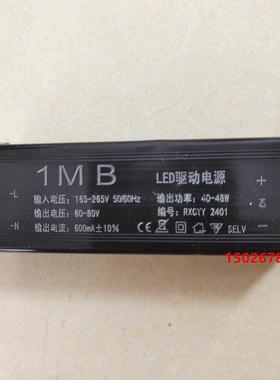 1MB
LED驱动电源
-L
输入电压: 165-265V 50/60Hz
输出功率: 40-48W
+
输出电压: 60-80V
编号: RXCYY 2401
-N
输出电流: 600mA±10%
CE
SELV
-
1502678